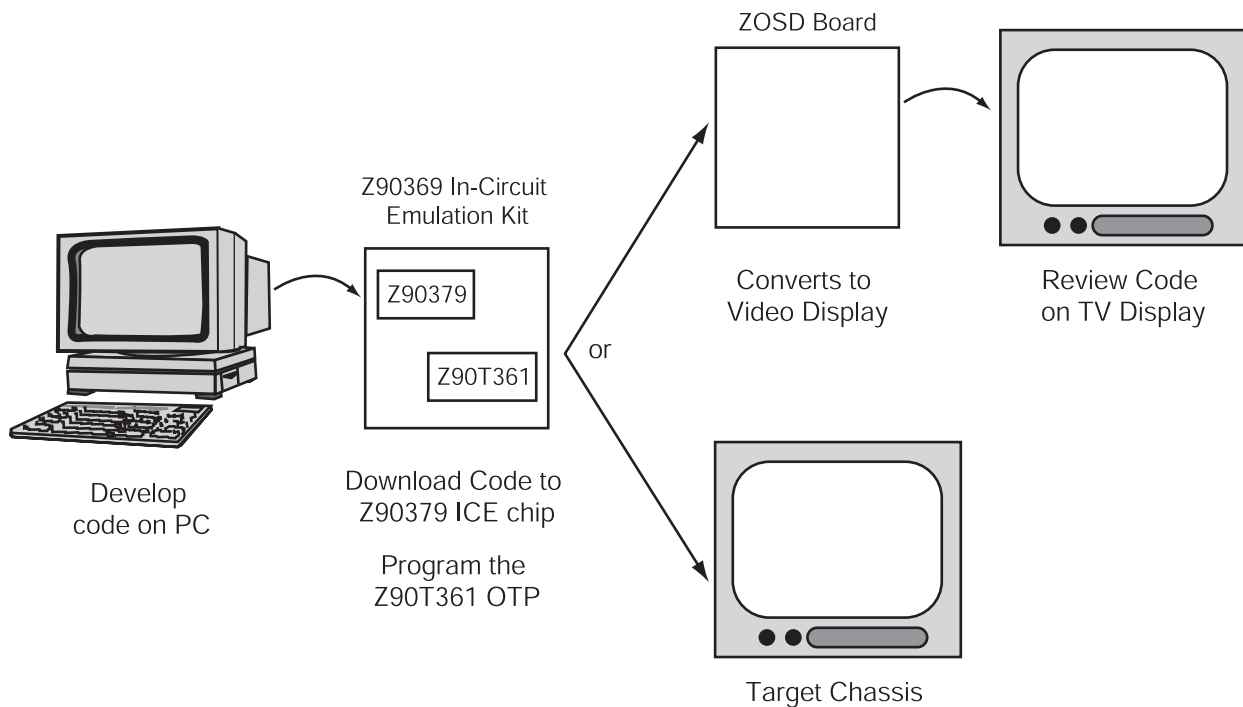 ZOSD Board
Z90369 In-Circuit
Emulation Kit
Z90379
Z90T361
or
Converts to
Video Display
Review Code
on TV Display
Develop
code on PC
Download Code to
Z90379 ICE chip
Program the
Z90T361 OTP
Target Chassis